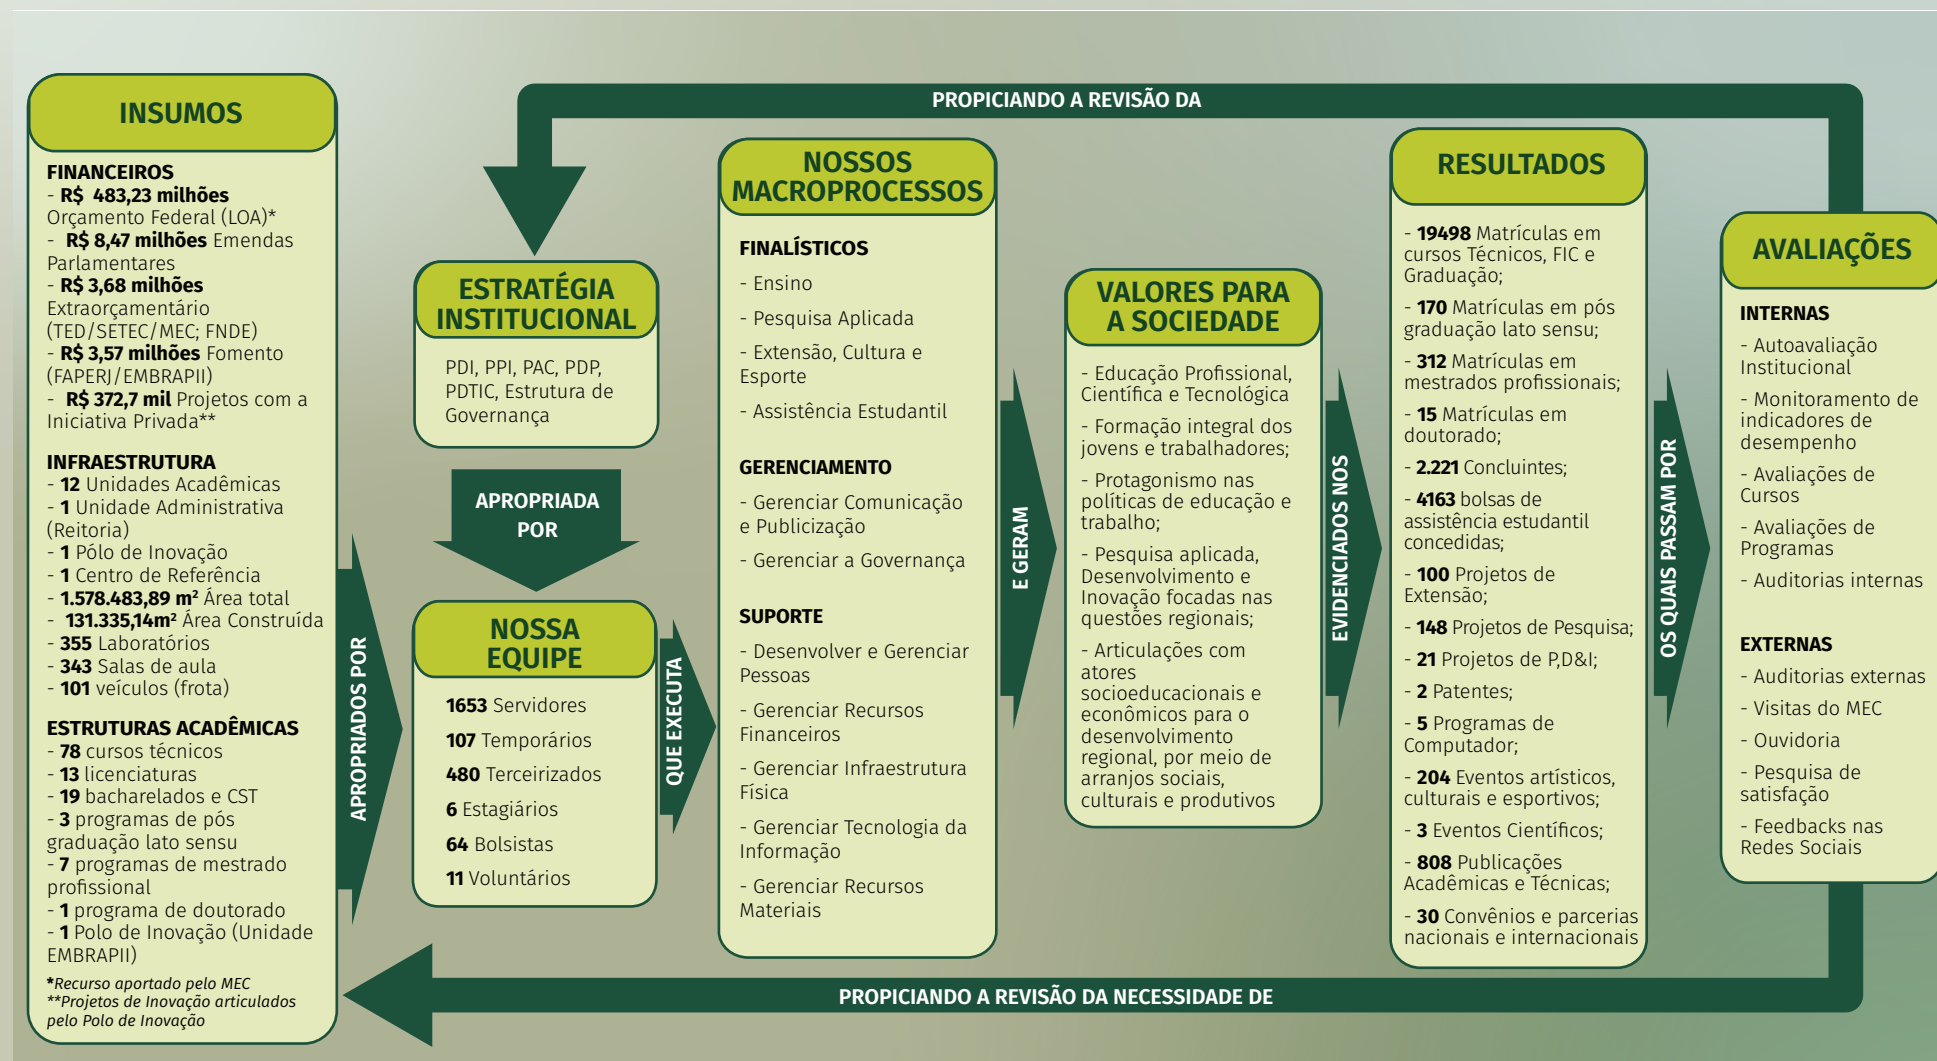 PROPICIANDO A REVISÃO DA
INSUMOS
FINANCEIROS
- R$ 483,23 milhões
Orçamento Federal (LOA)*
- R$ 8,47 milhões Emendas
Parlamentares
- R$ 3,68 milhões
Extraorçamentário
(TED/SETEC/MEC; FNDE)
- R$ 3,57 milhões Fomento
(FAPERJ/EMBRAPII)
- R$ 372,7 mil Projetos com a
Iniciativa Privada**
INFRAESTRUTURA
- 12 Unidades Acadêmicas
- 1 Unidade Administrativa
(Reitoria)
- 1 Pólo de Inovação
- 1 Centro de Referência
- 1.578.483,89 m² Área total
- 131.335,14m² Área Construída
- 355 Laboratórios
- 343 Salas de aula
- 101 veículos (frota)
ESTRUTURAS ACADÊMICAS
- 78 cursos técnicos
- 13 licenciaturas
- 19 bacharelados e CST
- 3 programas de pós
graduação lato sensu
- 7 programas de mestrado
profissional
- 1 programa de doutorado
- 1 Polo de Inovação (Unidade
EMBRAPII)
*Recurso aportado pelo MEC
**Projetos de Inovação articulados
pelo Polo de Inovação
APROPRIADOS POR
ESTRATÉGIA
INSTITUCIONAL
PDI, PPI, PAC, PDP,
PDTIC, Estrutura de
Governança
APROPRIADA
POR
NOSSA
EQUIPE
1653 Servidores
107 Temporários
480 Terceirizados
6 Estagiários
64 Bolsistas
11 Voluntários
QUE EXECUTA
NOSSOS
MACROPROCESSOS
FINALÍSTICOS
- Ensino
- Pesquisa Aplicada
- Extensão, Cultura e
Esporte
- Assistência Estudantil
GERENCIAMENTO
- Gerenciar Comunicação
e Publicização
- Gerenciar a Governança
SUPORTE
- Desenvolver e Gerenciar
Pessoas
- Gerenciar Recursos
Financeiros
- Gerenciar Infraestrutura
Física
- Gerenciar Tecnologia da
Informação
- Gerenciar Recursos
Materiais
E GERAM
VALORES PARA
A SOCIEDADE
- Educação Profissional,
Científica e Tecnológica
- Formação integral dos
jovens e trabalhadores;
- Protagonismo nas
políticas de educação e
trabalho;
- Pesquisa aplicada,
Desenvolvimento e
Inovação focadas nas
questões regionais;
- Articulações com
atores
socioeducacionais e
econômicos para o
desenvolvimento
regional, por meio de
arranjos sociais,
culturais e produtivos
EVIDENCIADOS NOS
RESULTADOS
- 19498 Matrículas em
cursos Técnicos, FIC e
Graduação;
- 170 Matrículas em pós
graduação lato sensu;
- 312 Matrículas em
mestrados profissionais;
- 15 Matrículas em
doutorado;
- 2.221 Concluintes;
- 4163 bolsas de
assistência estudantil
concedidas;
- 100 Projetos de
Extensão;
- 148 Projetos de Pesquisa;
- 21 Projetos de P,D&I;
- 2 Patentes;
- 5 Programas de
Computador;
- 204 Eventos artísticos,
culturais e esportivos;
- 3 Eventos Científicos;
- 808 Publicações
Acadêmicas e Técnicas;
- 30 Convênios e parcerias
nacionais e internacionais
OS QUAIS PASSAM POR
AVALIAÇÕES
INTERNAS
- Autoavaliação
Institucional
- Monitoramento de
indicadores de
desempenho
- Avaliações de
Cursos
- Avaliações de
Programas
- Auditorias internas
EXTERNAS
- Auditorias externas
- Visitas do MEC
- Ouvidoria
- Pesquisa de
satisfação
- Feedbacks nas
Redes Sociais
PROPICIANDO A REVISÃO DA NECESSIDADE DE